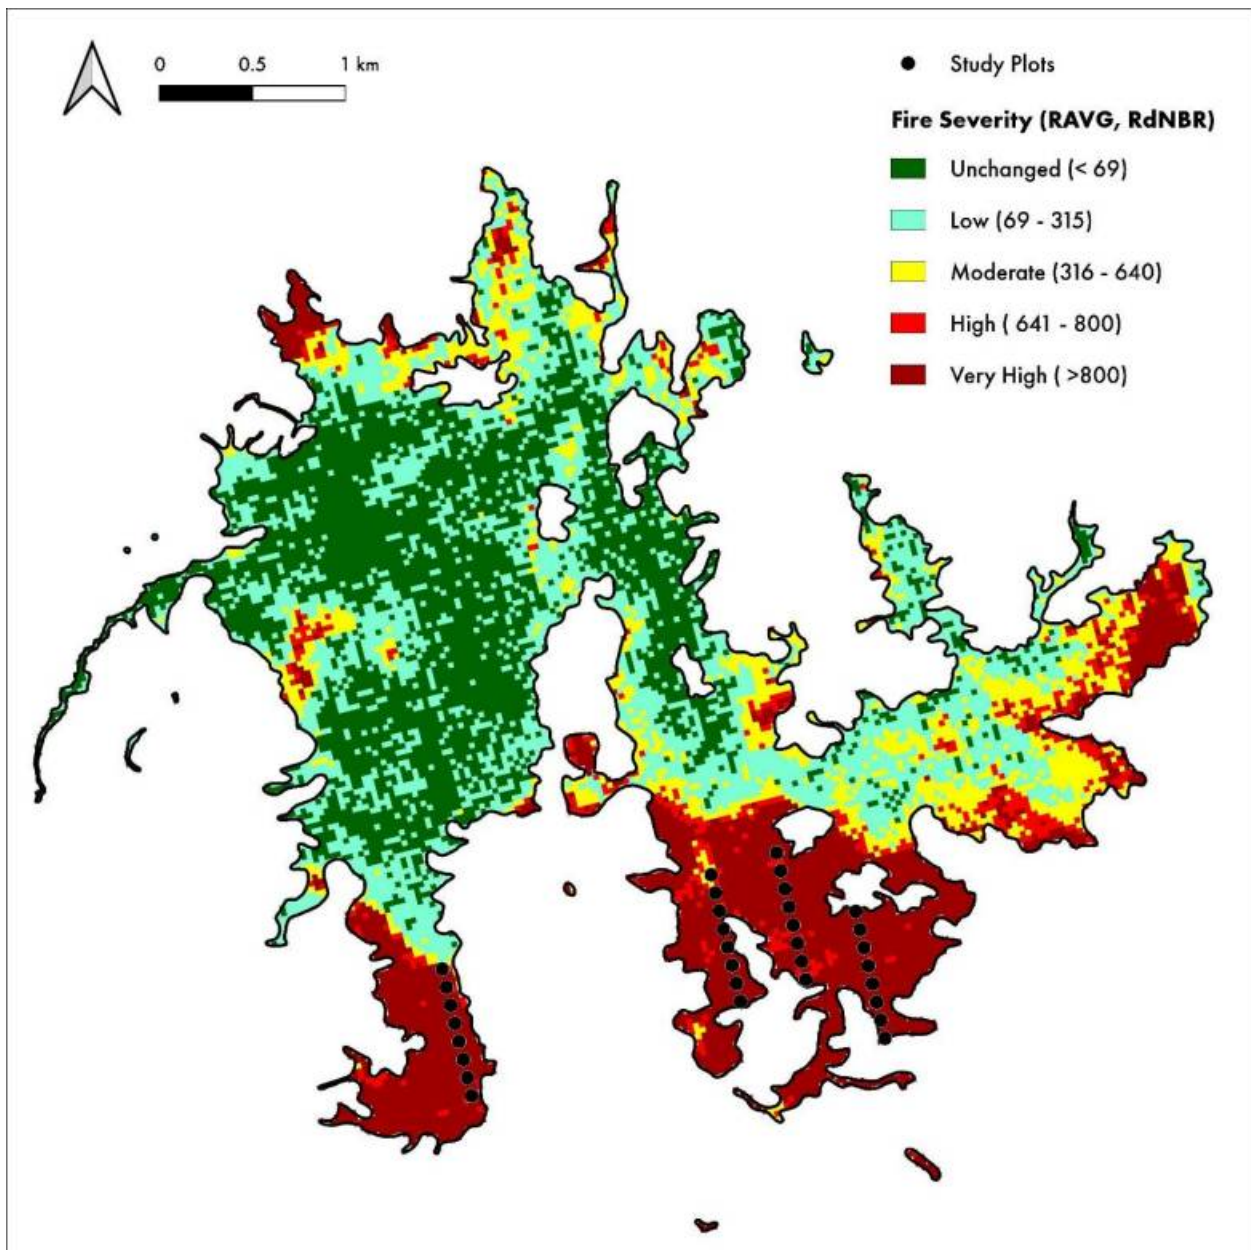 0 0.5 1 km
Study Plots
Fire Severity (RAVG, RdNBR)
Unchanged (< 69)
Low (69 - 315)
Moderate (316 - 640)
High ( 641 - 800)
Very High ( >800)